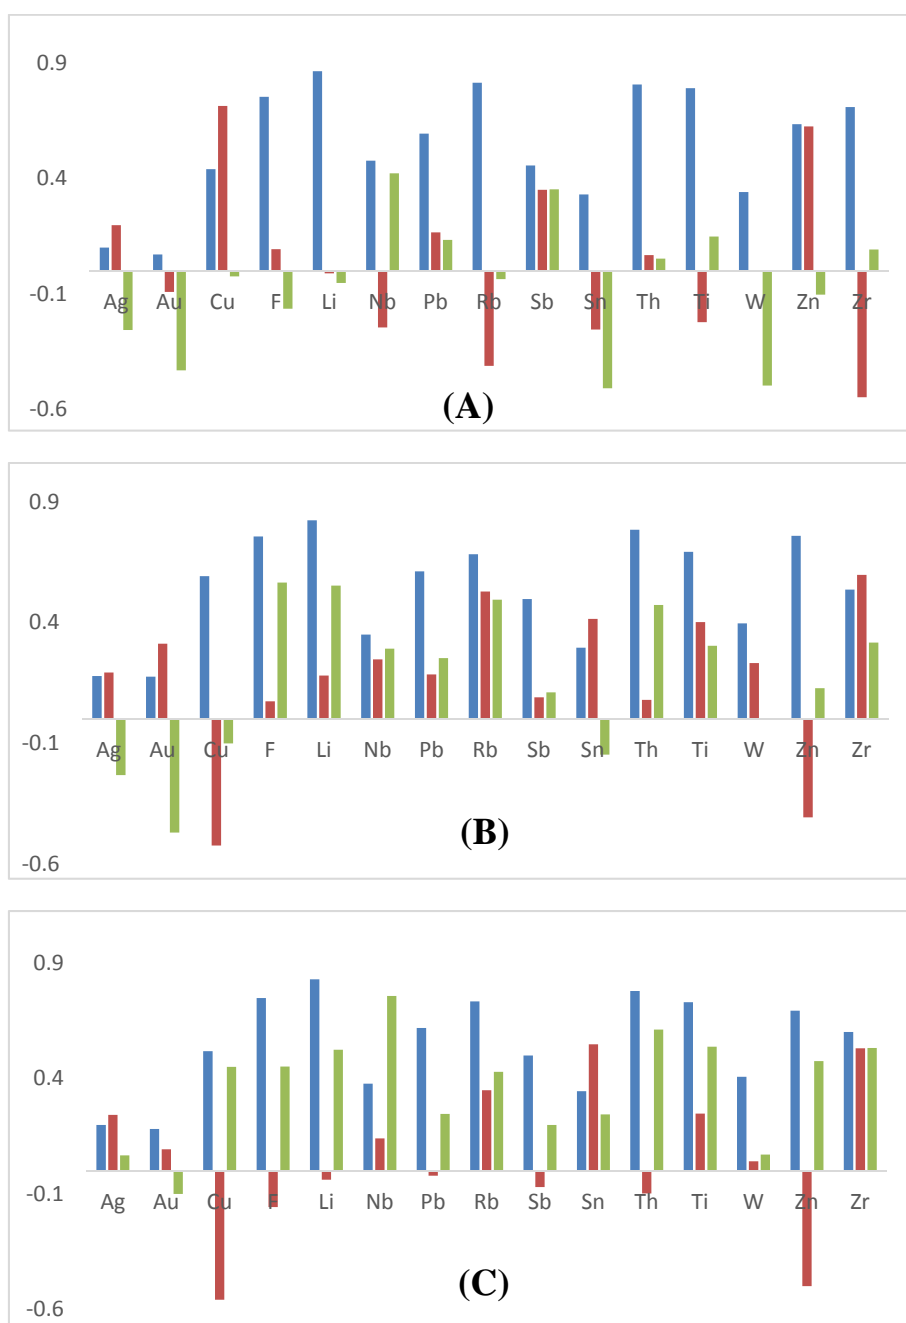 0.9
0.4
-0.1
Ag Au Cu F Li Nb Pb Rb Sb Sn Th Ti W Zn Zr
-0.6
(A)
0.9
0.4
-0.1
Ag Au Cu F Li Nb Pb Rb Sb Sn Th Ti W Zn Zr
(B)
-0.6
0.9
0.4
-0.1
Ag Au Cu F Li Nb Pb Rb Sb Sn Th Ti W Zn Zr
(C)
-0.6